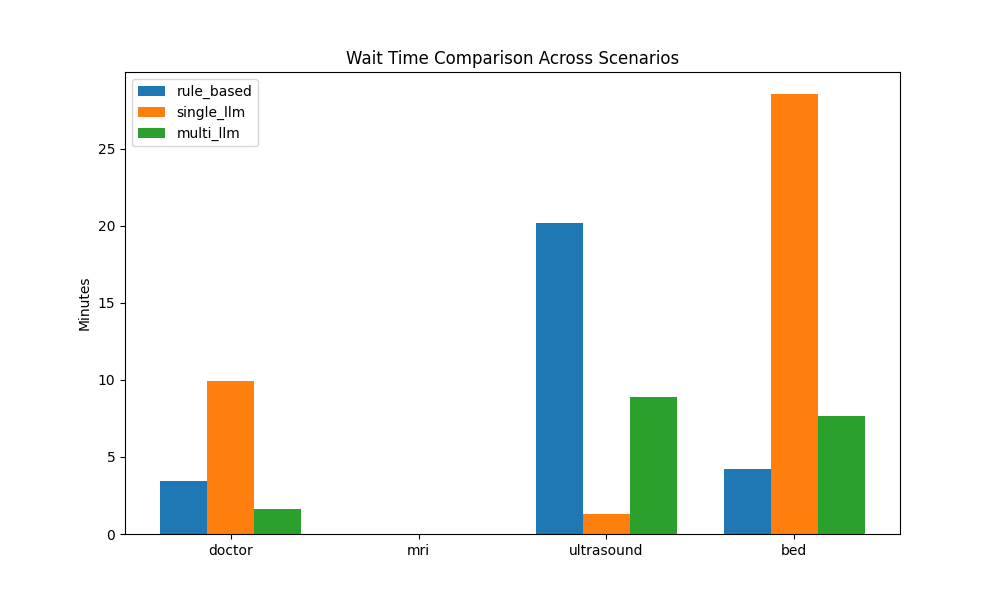 Wait Time Comparison Across Scenarios
rule_based
single_llm
multi_llm
Minutes
25
20
15
10
5
0
doctor
mri
ultrasound
bed